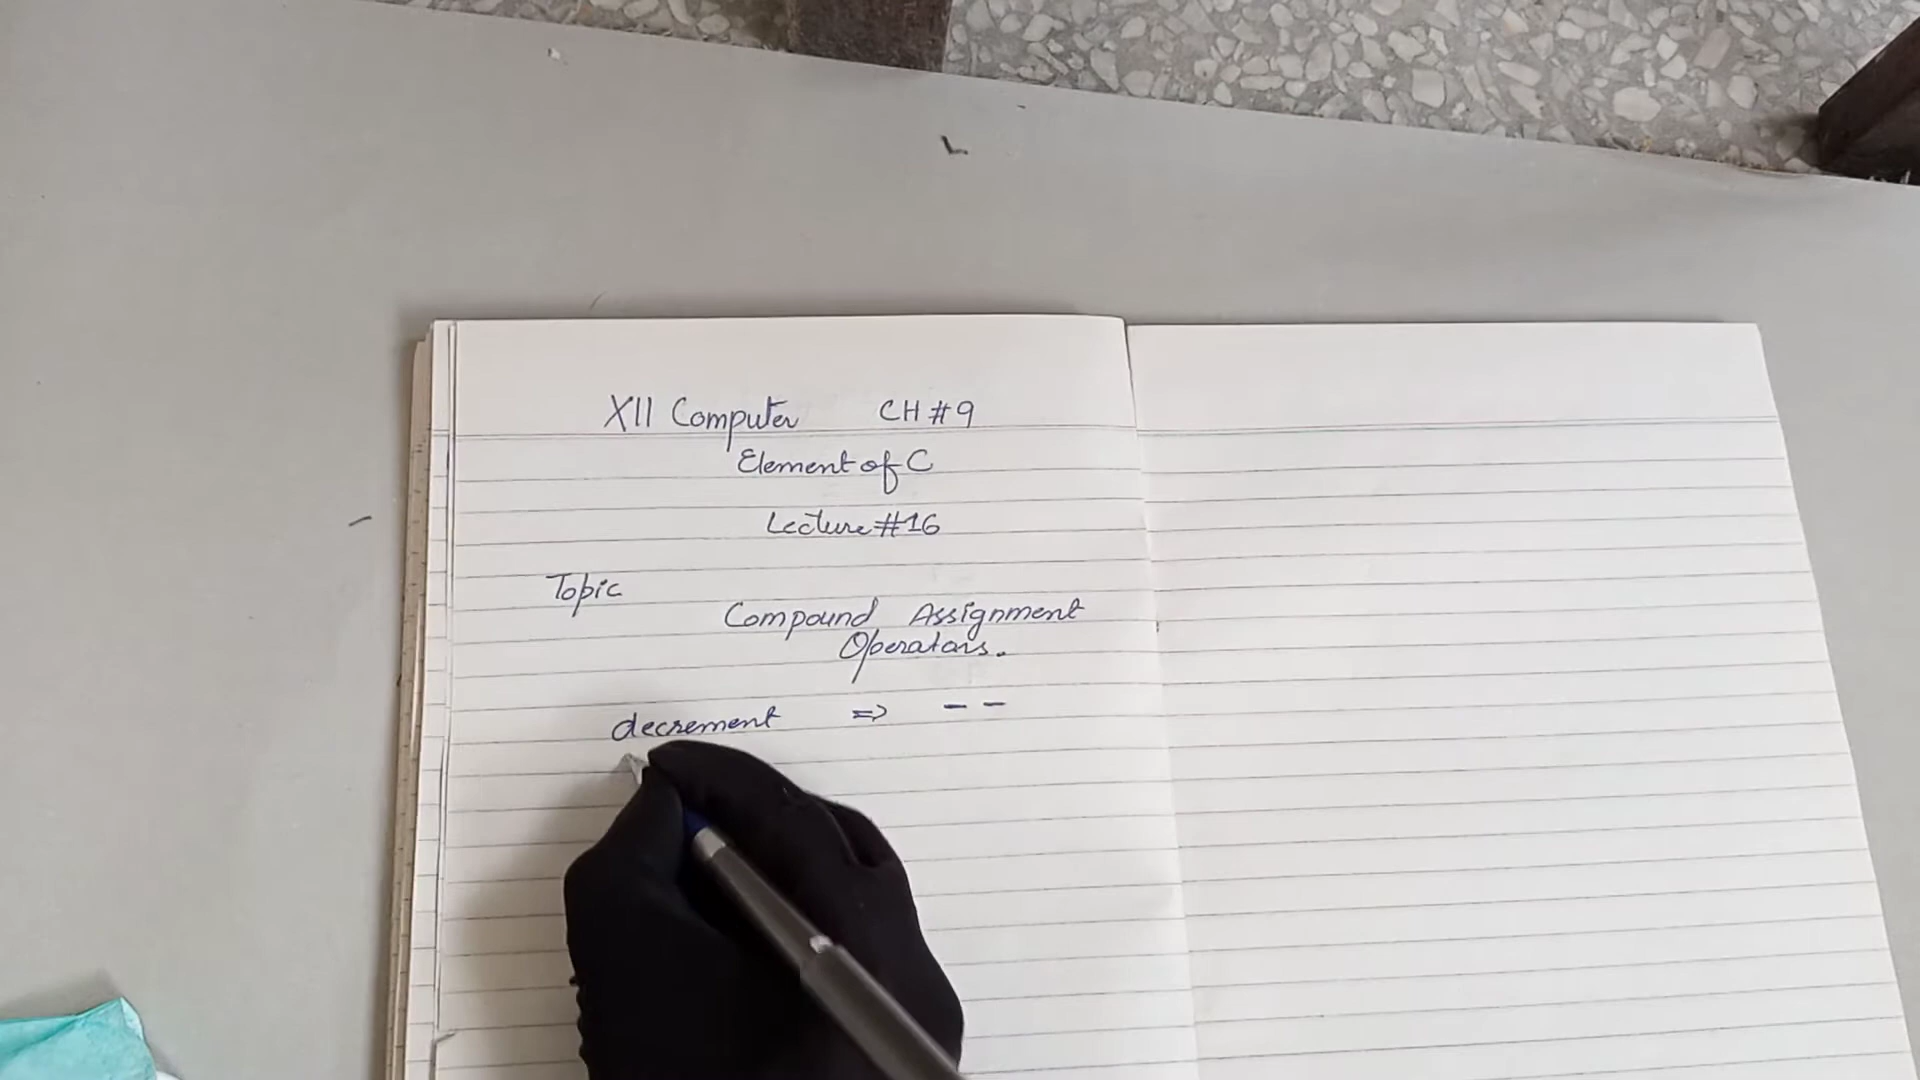 XII Computer CH#9
Element of C
Lecture#16
Topic
Compound Assignment
Operators.
decrement => - -